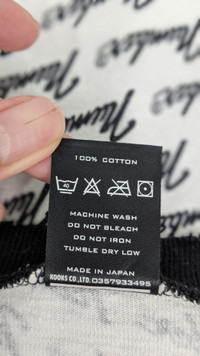 Number3
100% COTTON
40
MACHINE WASH
DO NOT BLEACH
DO NOT IRON
TUMBLE DRY LOW
MADE IN JAPAN
KOOKS CO.,LTD. 0357933495